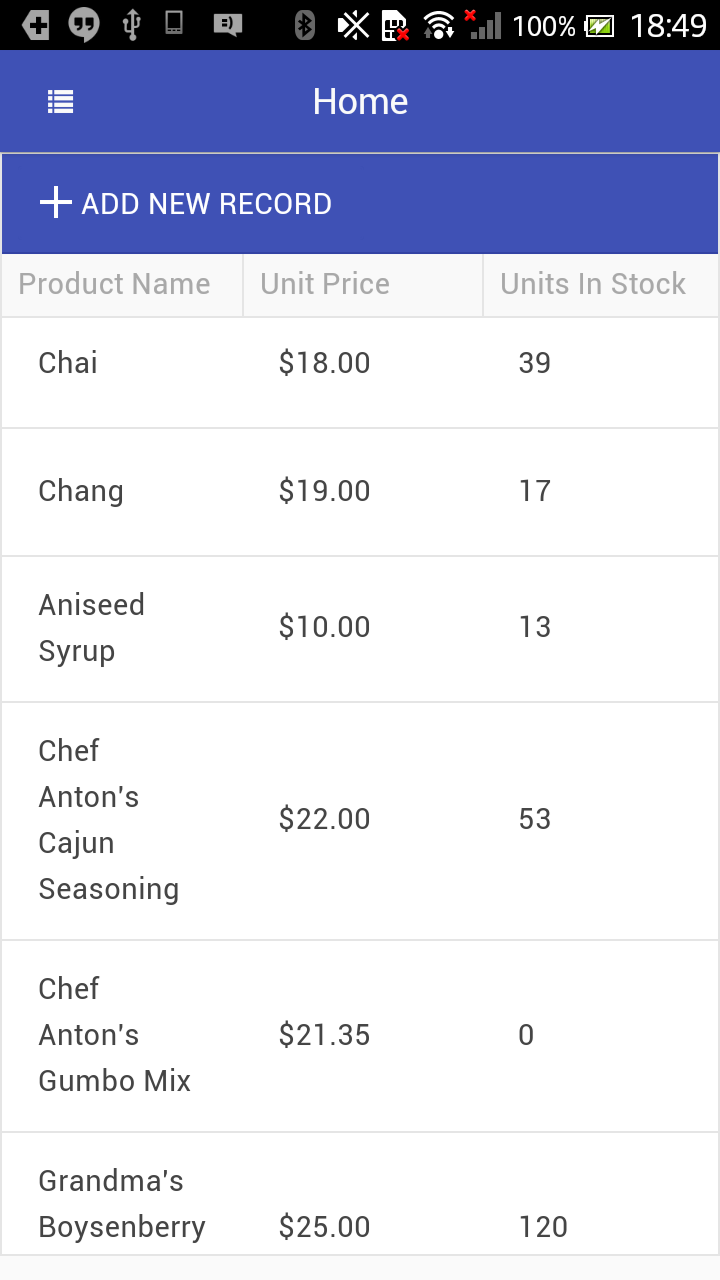 100% 18:49
Home
ADD NEW RECORD
Product Name Unit Price Units In Stock
Chai $18.00 39
Chang $19.00 17
Aniseed
Syrup $10.00 13
Chef
Anton's
Cajun
Seasoning $22.00 53
Chef
Anton's
Gumbo Mix $21.35 0
Grandma's
Boysenberry $25.00 120